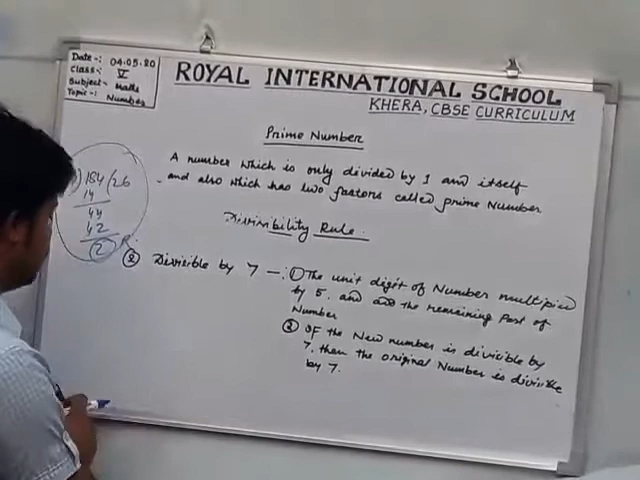 Date -: 04.05.20
Class-: V
Subject- Maths
Topic-: Number
ROYAL INTERNATIONAL SCHOOL
KHERA, CBSE CURRICULUM
Prime Number
A number which is only divided by 1 and itself
and also which has two factors called prime Number.
) 184 (26
14
44
42
2
Divisibility Rule
② Divisible by 7 -: ① The unit digit of Number multiplied
by 5. and add the remaining Part of
Number
② If the New number is divisible by
7. then the original Number is divisible
by 7.